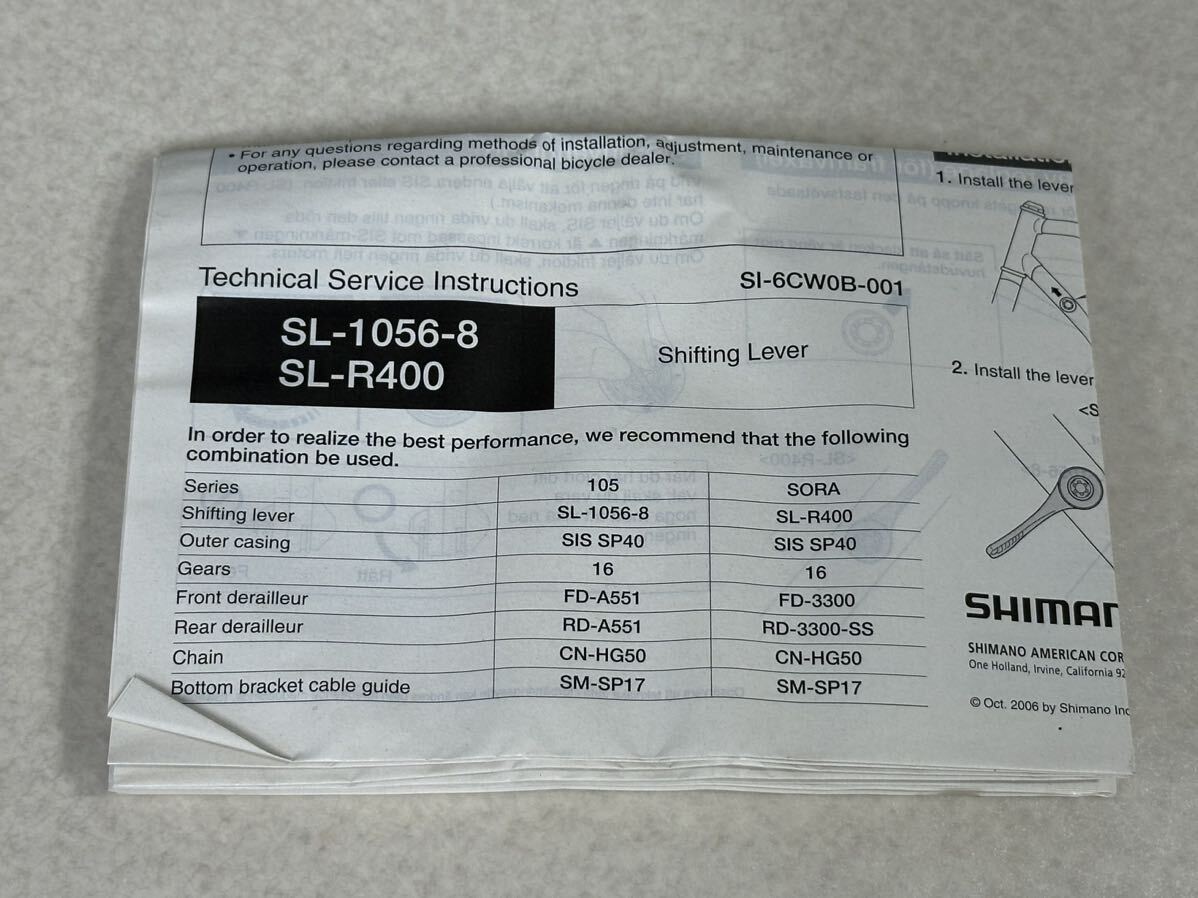 • For any questions regarding methods of installation, adjustment, maintenance or
operation, please contact a professional bicycle dealer.
Technical Service Instructions SI-6CW0B-001
SL-1056-8
SL-R400
Shifting Lever
In order to realize the best performance, we recommend that the following
combination be used.
Series 105 SORA
Shifting lever SL-1056-8 SL-R400
Outer casing SIS SP40 SIS SP40
Gears 16 16
Front derailleur FD-A551 FD-3300
Rear derailleur RD-A551 RD-3300-SS
Chain CN-HG50 CN-HG50
Bottom bracket cable guide SM-SP17 SM-SP17
1. Install the lever
2. Install the lever
<S
SHIMAN
SHIMANO AMERICAN COR
One Holland, Irvine, California 92
© Oct. 2006 by Shimano Inc